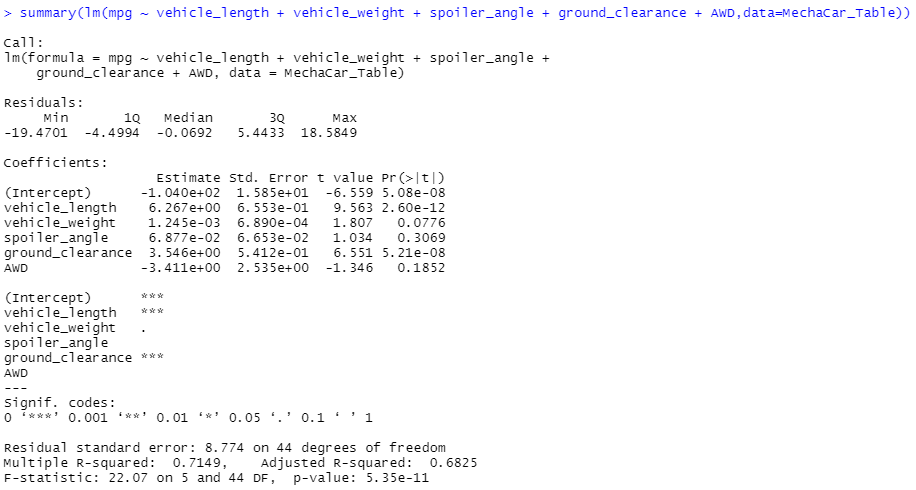 > summary(lm(mpg ~ vehicle_length + vehicle_weight + spoiler_angle + ground_clearance + AWD,data=MechaCar_Table))
Call:
lm(formula = mpg ~ vehicle_length + vehicle_weight + spoiler_angle +
    ground_clearance + AWD, data = MechaCar_Table)
Residuals:
     Min       1Q   Median       3Q      Max
-19.4701  -4.4994  -0.0692   5.4433  18.5849
Coefficients:
                   Estimate Std. Error t value Pr(>|t|)
(Intercept)      -1.040e+02  1.585e+01  -6.559 5.08e-08
vehicle_length    6.267e+00  6.553e-01   9.563 2.60e-12
vehicle_weight    1.245e-03  6.890e-04   1.807   0.0776
spoiler_angle     6.877e-02  6.653e-02   1.034   0.3069
ground_clearance  3.546e+00  5.412e-01   6.551 5.21e-08
AWD              -3.411e+00  2.535e+00  -1.346   0.1852
(Intercept)      ***
vehicle_length   ***
vehicle_weight   .
spoiler_angle
ground_clearance ***
AWD
---
Signif. codes:
0 ‘***’ 0.001 ‘**’ 0.01 ‘*’ 0.05 ‘.’ 0.1 ‘ ’ 1
Residual standard error: 8.774 on 44 degrees of freedom
Multiple R-squared:  0.7149,    Adjusted R-squared:  0.6825
F-statistic: 22.07 on 5 and 44 DF,  p-value: 5.35e-11